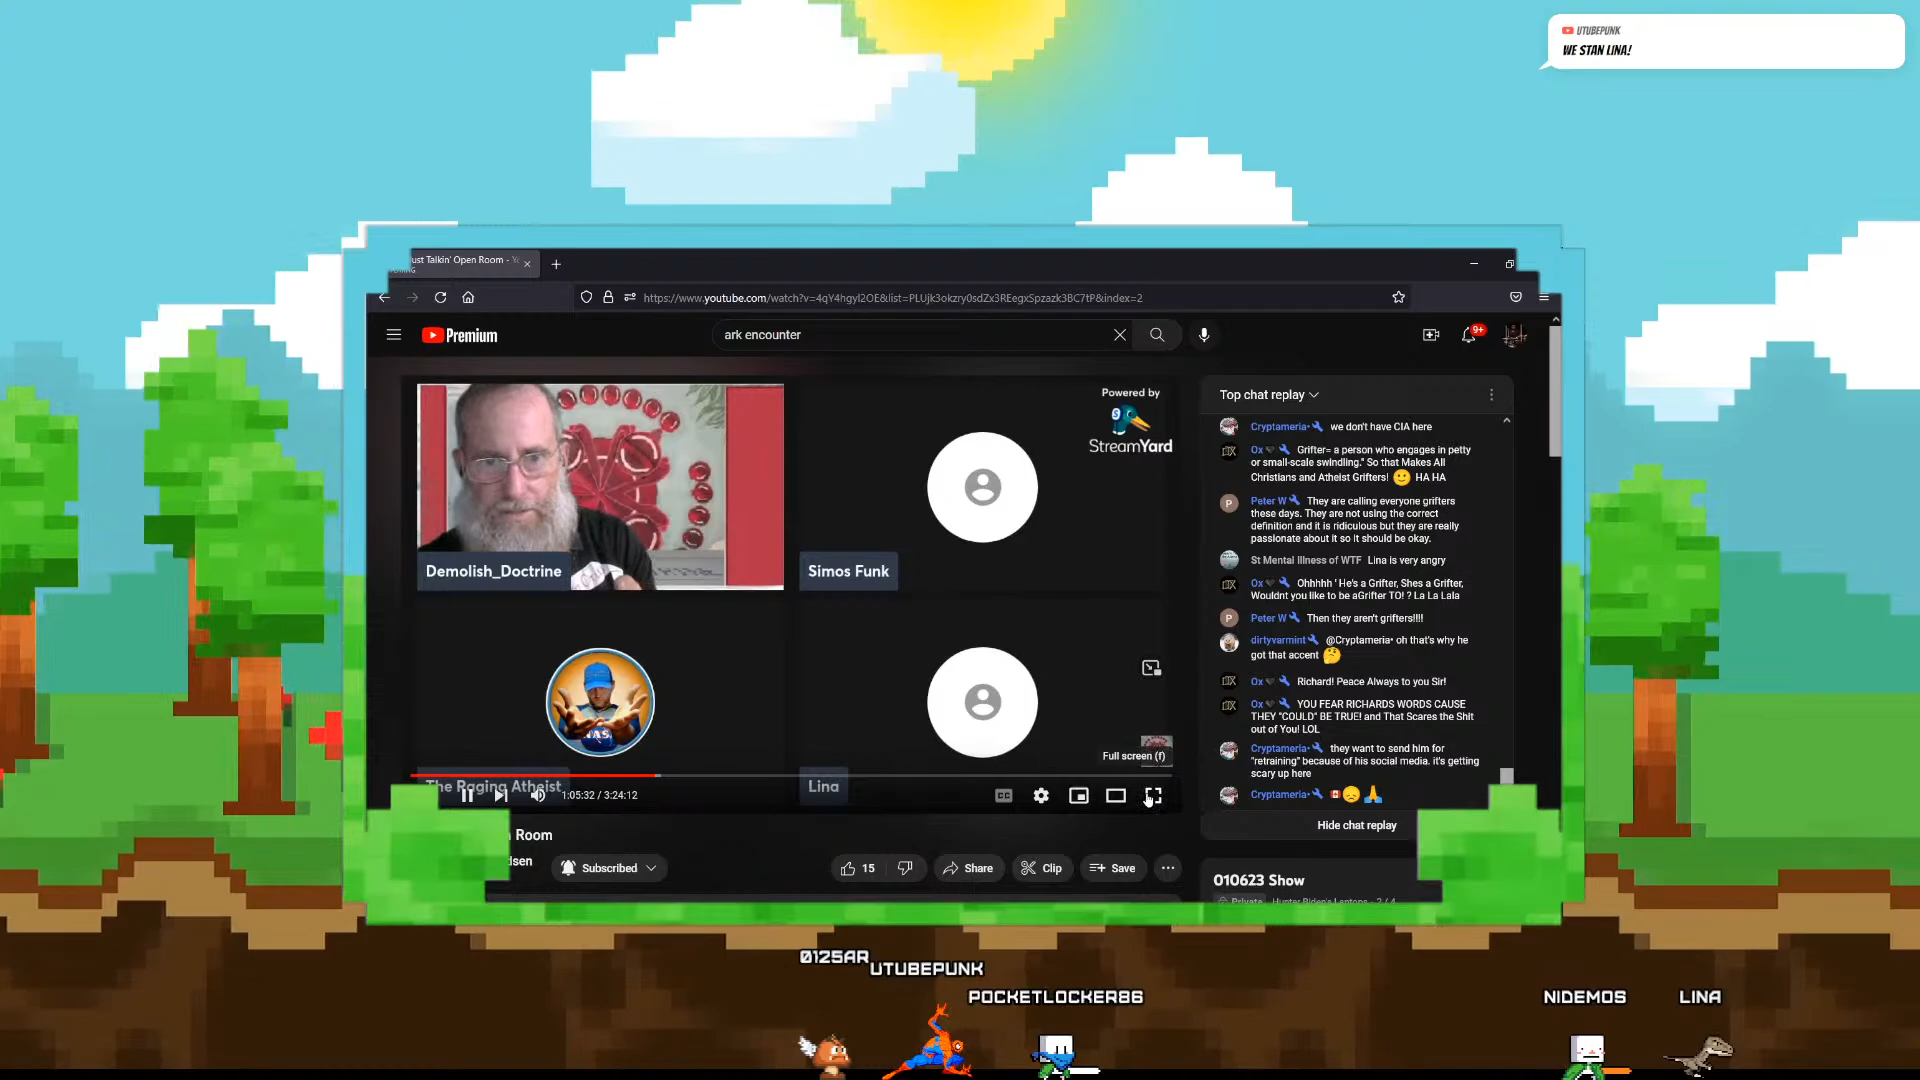 UTUBEPUNK
WE STAN LINA!
ust Talkin' Open Room - Yo
https://www.youtube.com/watch?v=4qY4hgyl2OE&list=PLUjk3okzry0sdZx3REegxSpzazk3BC7tP&index=2
Premium
ark encounter
9+
Powered by
StreamYard
Demolish_Doctrine
Simos Funk
The Raging Atheist
Lina
Full screen (f)
1:05:32 / 3:24:12
CC
Room
dsen
Subscribed
15
Share
Clip
Save
Top chat replay
Cryptameria• we don't have CIA here
Ox Grifter= a person who engages in petty
or small-scale swindling." So that Makes All
Christians and Atheist Grifters! 🙂 HA HA
Peter W They are calling everyone grifters
these days. They are not using the correct
definition and it is ridiculous but they are really
passionate about it so it should be okay.
St Mental Illness of WTF Lina is very angry
Ox Ohhhhh ' He's a Grifter, Shes a Grifter,
Wouldnt you like to be aGrifter TO! ? La La Lala
Peter W Then they aren't grifters!!!!
dirtyvarmint @Cryptameria• oh that's why he
got that accent 🤔
Ox Richard! Peace Always to you Sir!
Ox YOU FEAR RICHARDS WORDS CAUSE
THEY "COULD" BE TRUE! and That Scares the Shit
out of You! LOL
Cryptameria• they want to send him for
"retraining" because of his social media. it's getting
scary up here
Cryptameria• 🇨🇦😞🙏
Hide chat replay
010623 Show
Private Hunter Biden's Laptops - 2 / 4
0125AR
UTUBEPUNK
POCKETLOCKER86
NIDEMOS
LINA